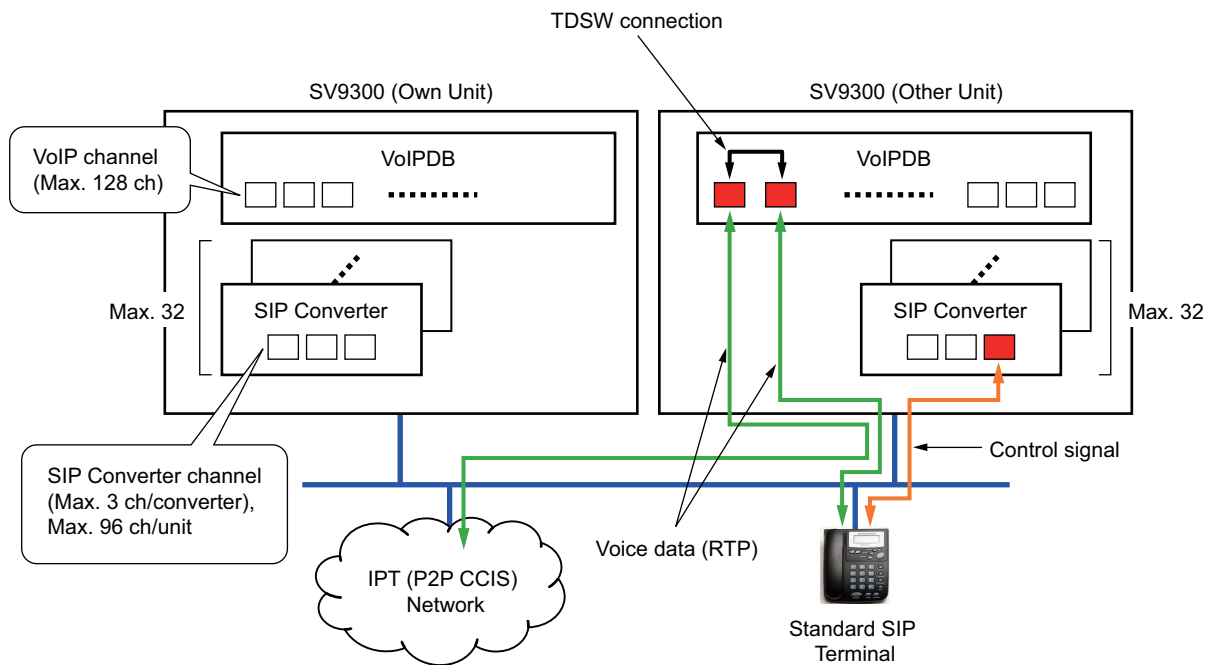 TDSW connection
SV9300 (Own Unit)
SV9300 (Other Unit)
VoIP channel
(Max. 128 ch)
VoIPDB
VoIPDB
Max. 32
SIP Converter
SIP Converter
Max. 32
SIP Converter channel
(Max. 3 ch/converter),
Max. 96 ch/unit
Control signal
Voice data (RTP)
IPT (P2P CCIS)
Network
Standard SIP
Terminal